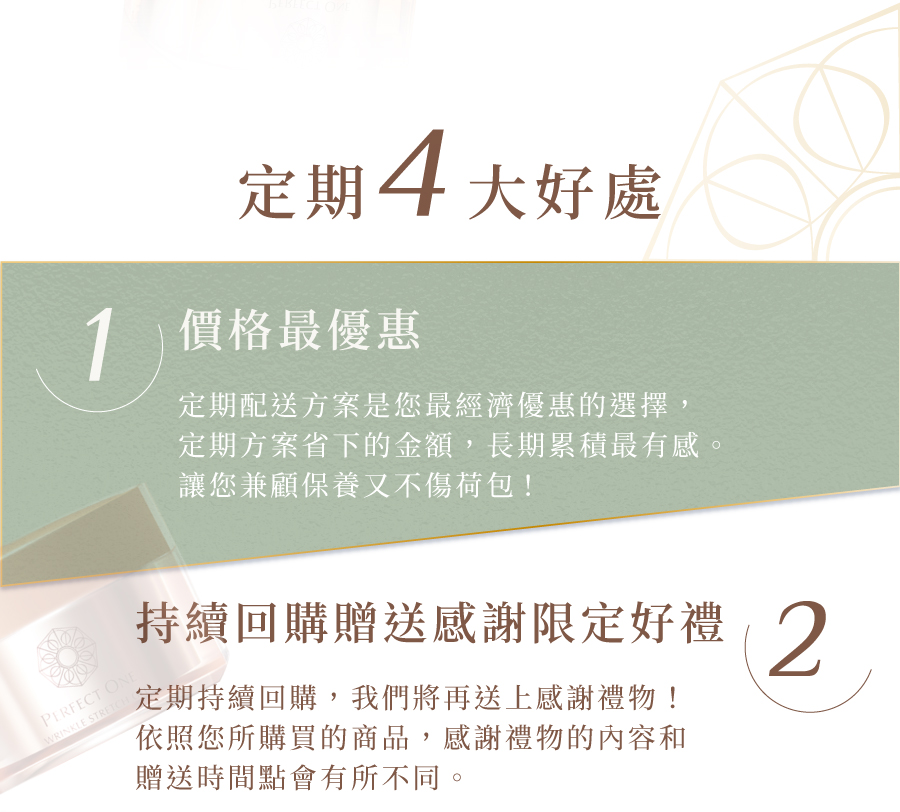 定期4大好處
1
價格最優惠
定期配送方案是您最經濟優惠的選擇，
定期方案省下的金額，長期累積最有感。
讓您兼顧保養又不傷荷包！
持續回購贈送感謝限定好禮
2
定期持續回購，我們將再送上感謝禮物！
依照您所購買的商品，感謝禮物的內容和
贈送時間點會有所不同。
PERFECT ONE